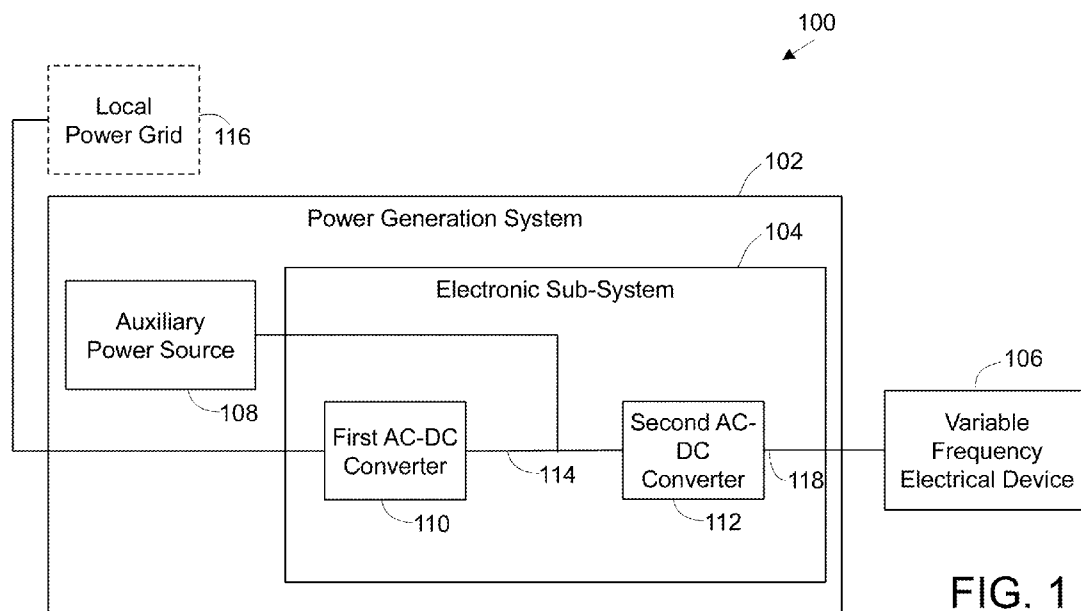 100
Local
Power Grid
116
102
Power Generation System
104
Electronic Sub-System
Auxiliary
Power Source
108
106
Variable
Frequency
Electrical Device
First AC-DC
Converter
110
114
Second AC-
DC
Converter
112
118
FIG. 1